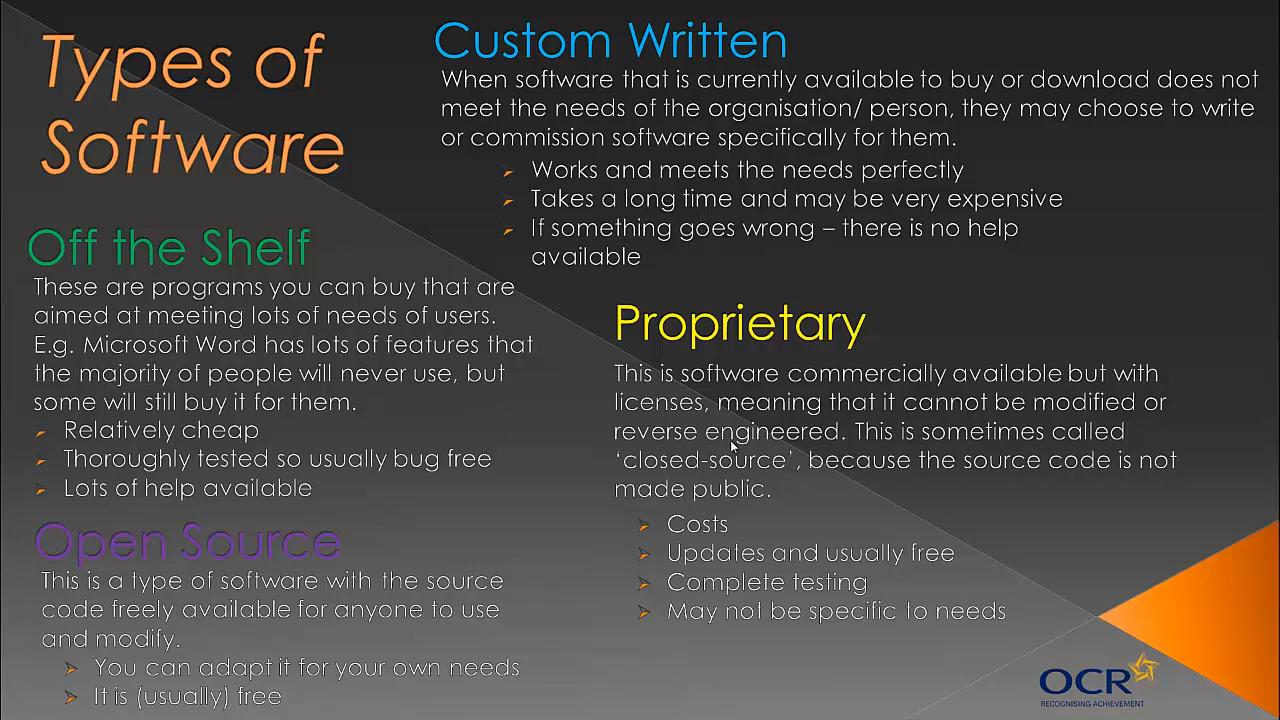 Types of
Software
Custom Written
When software that is currently available to buy or download does not
meet the needs of the organisation/ person, they may choose to write
or commission software specifically for them.
Works and meets the needs perfectly
Takes a long time and may be very expensive
If something goes wrong – there is no help
available
Off the Shelf
These are programs you can buy that are
aimed at meeting lots of needs of users.
E.g. Microsoft Word has lots of features that
the majority of people will never use, but
some will still buy it for them.
Relatively cheap
Thoroughly tested so usually bug free
Lots of help available
Proprietary
This is software commercially available but with
licenses, meaning that it cannot be modified or
reverse engineered. This is sometimes called
‘closed-source’, because the source code is not
made public.
Costs
Updates and usually free
Complete testing
May not be specific to needs
Open Source
This is a type of software with the source
code freely available for anyone to use
and modify.
You can adapt it for your own needs
It is (usually) free
OCR
RECOGNISING ACHIEVEMENT